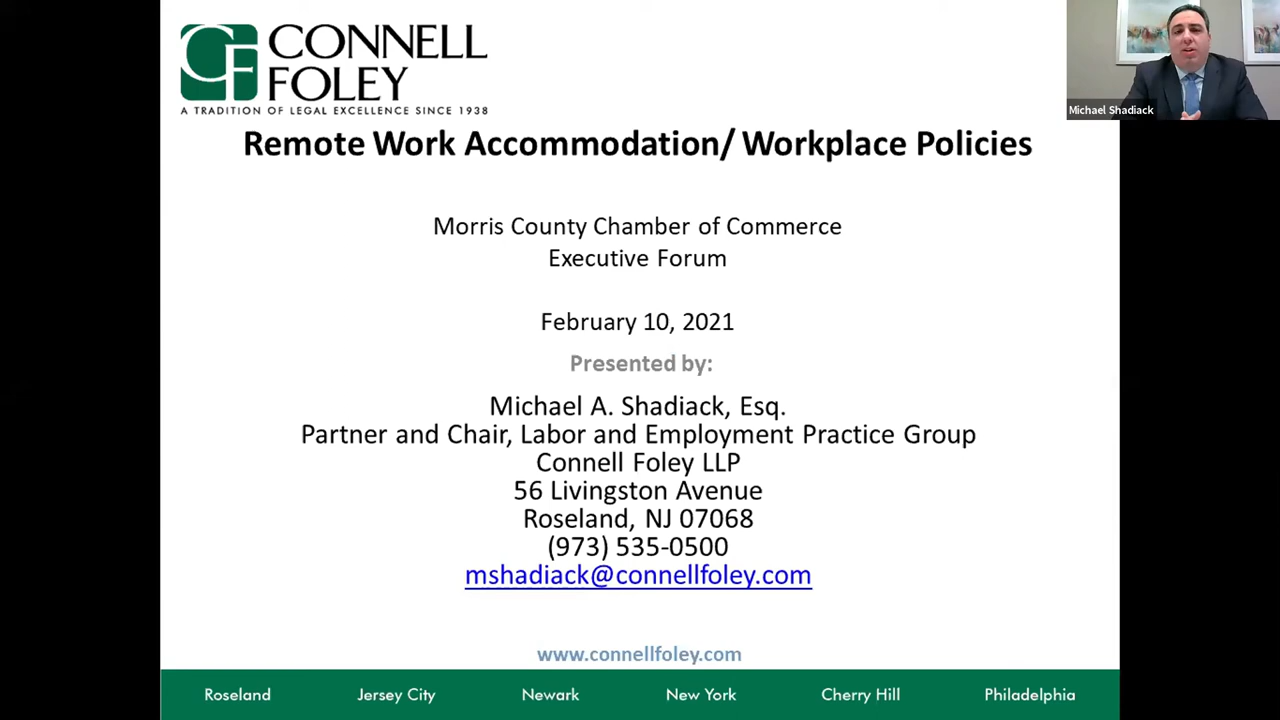 CF
CONNELL
FOLEY
A TRADITION OF LEGAL EXCELLENCE SINCE 1938
Michael Shadiack
Remote Work Accommodation/ Workplace Policies
Morris County Chamber of Commerce
Executive Forum
February 10, 2021
Presented by:
Michael A. Shadiack, Esq.
Partner and Chair, Labor and Employment Practice Group
Connell Foley LLP
56 Livingston Avenue
Roseland, NJ 07068
(973) 535-0500
mshadiack@connellfoley.com
www.connellfoley.com
Roseland Jersey City Newark New York Cherry Hill Philadelphia